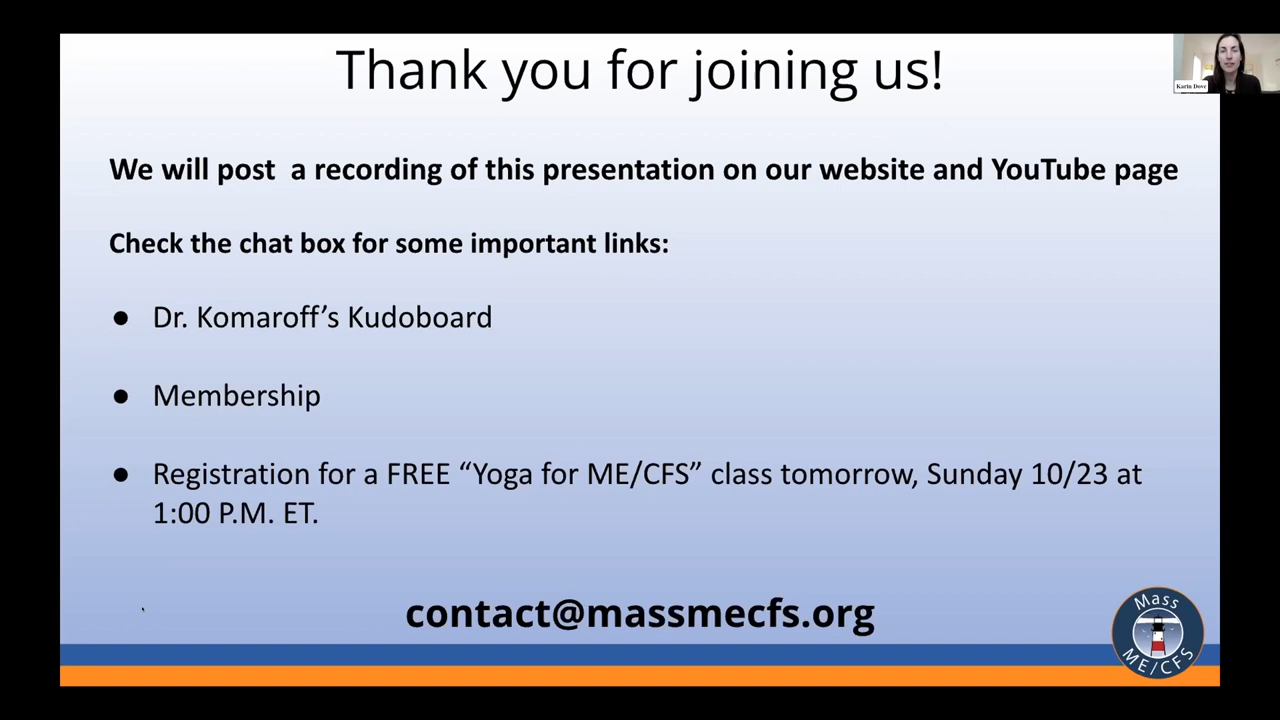 Thank you for joining us!
Karin Dove
We will post a recording of this presentation on our website and YouTube page
Check the chat box for some important links:
● Dr. Komaroff’s Kudoboard
● Membership
● Registration for a FREE “Yoga for ME/CFS” class tomorrow, Sunday 10/23 at
1:00 P.M. ET.
contact@massmecfs.org
Mass
ME/CFS